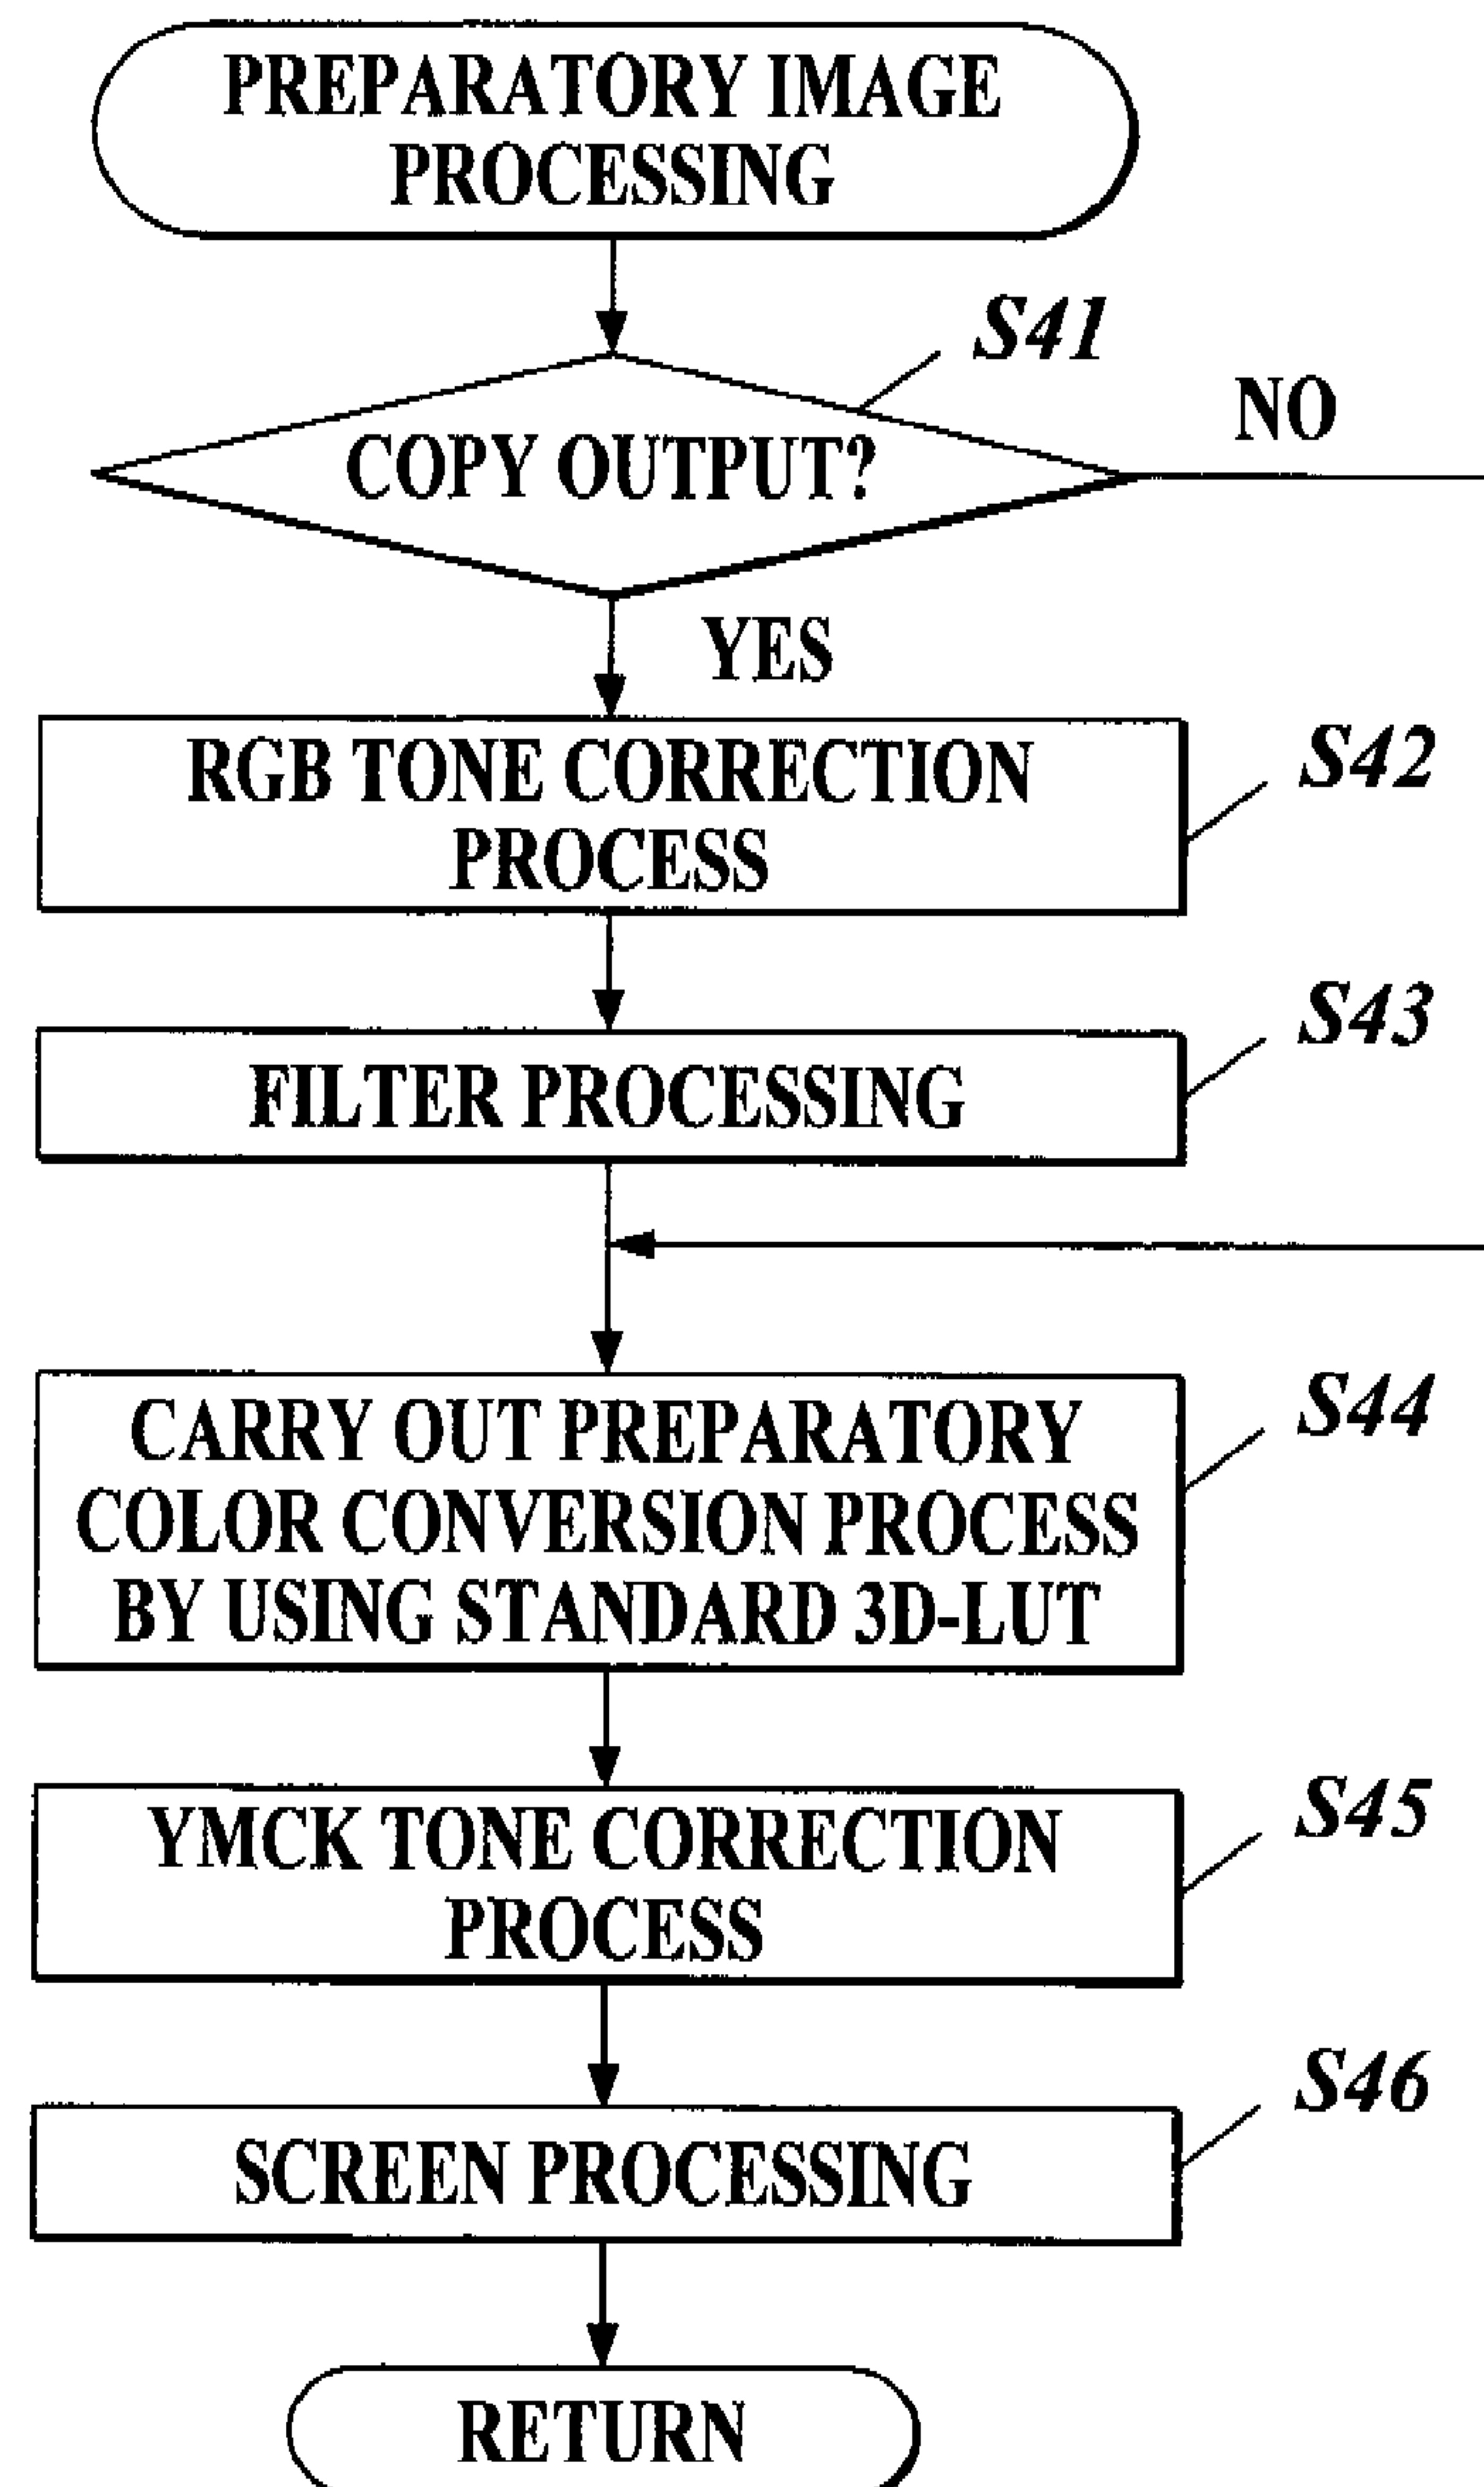 PREPARATORY IMAGE
PROCESSING
S41
COPY OUTPUT?
NO
YES
RGB TONE CORRECTION
PROCESS
S42
FILTER PROCESSING
S43
CARRY OUT PREPARATORY
COLOR CONVERSION PROCESS
BY USING STANDARD 3D-LUT
S44
YMCK TONE CORRECTION
PROCESS
S45
SCREEN PROCESSING
S46
RETURN